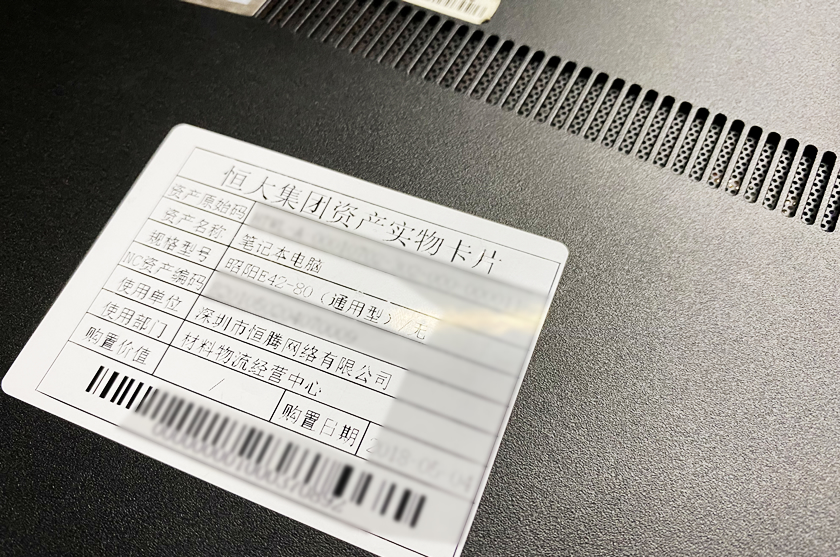 恒大集团资产实物卡片
资产原始码
资产名称 笔记本电脑
规格型号 昭阳E42-80（通用型）/无
NC资产编码
使用单位 深圳市恒腾网络有限公司
使用部门 材料物流经营中心
购置价值 / 购置日期 2018-05-04